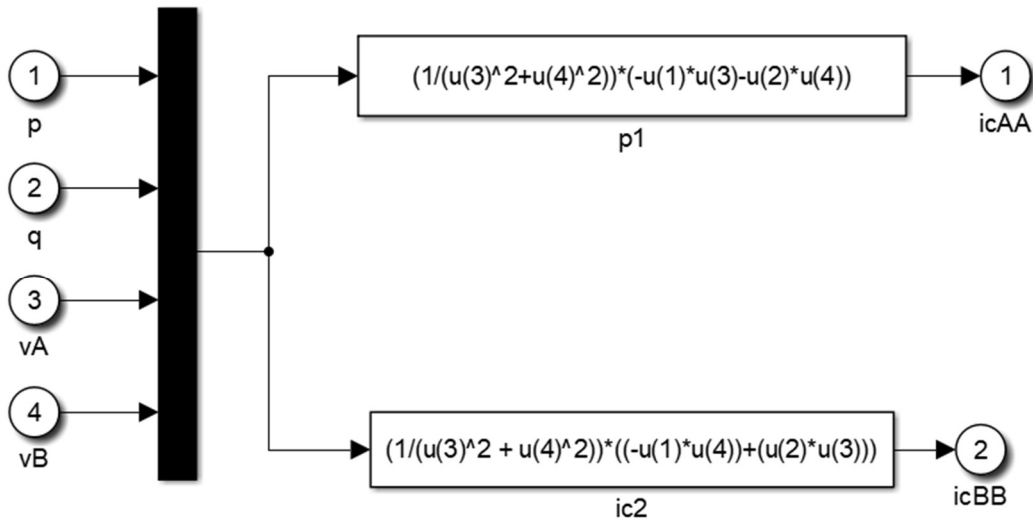 1
p
2
q
3
vA
4
vB
(1/(u(3)^2+u(4)^2))*(-u(1)*u(3)-u(2)*u(4))
p1
1
icAA
(1/(u(3)^2 + u(4)^2))*((-u(1)*u(4))+(u(2)*u(3)))
ic2
2
icBB